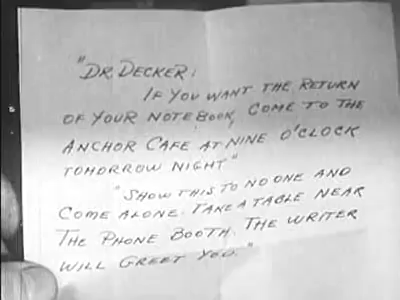 "DR. DECKER:
IF YOU WANT THE RETURN
OF YOUR NOTEBOOK, COME TO THE
ANCHOR CAFE AT NINE O'CLOCK
TOMORROW NIGHT"
"SHOW THIS TO NO ONE AND
COME ALONE. TAKE A TABLE NEAR
THE PHONE BOOTH. THE WRITER
WILL GREET YOU."